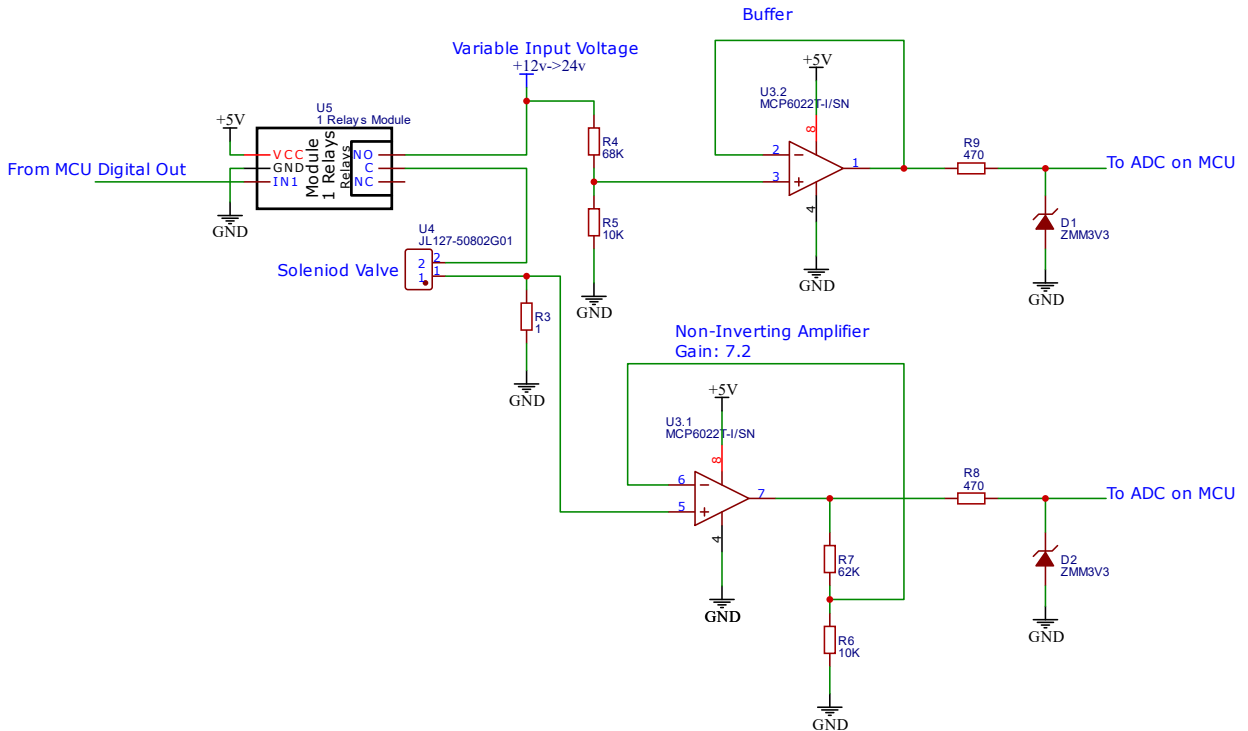 Buffer
Variable Input Voltage
+12v->24v
+5V
U3.2
MCP6022T-I/SN
8
2
3
1
4
GND
R9
470
To ADC on MCU
D1
ZMM3V3
GND
U5
1 Relays Module
+5V
VCC
GND
IN1
Module
1 Relays
Relays
NO
C
NC
From MCU Digital Out
GND
R4
68K
R5
10K
GND
U4
JL127-50802G01
Soleniod Valve
2
1
2
1
R3
1
GND
Non-Inverting Amplifier
Gain: 7.2
+5V
U3.1
MCP6022T-I/SN
8
6
5
7
4
GND
R8
470
To ADC on MCU
R7
62K
R6
10K
GND
D2
ZMM3V3
GND